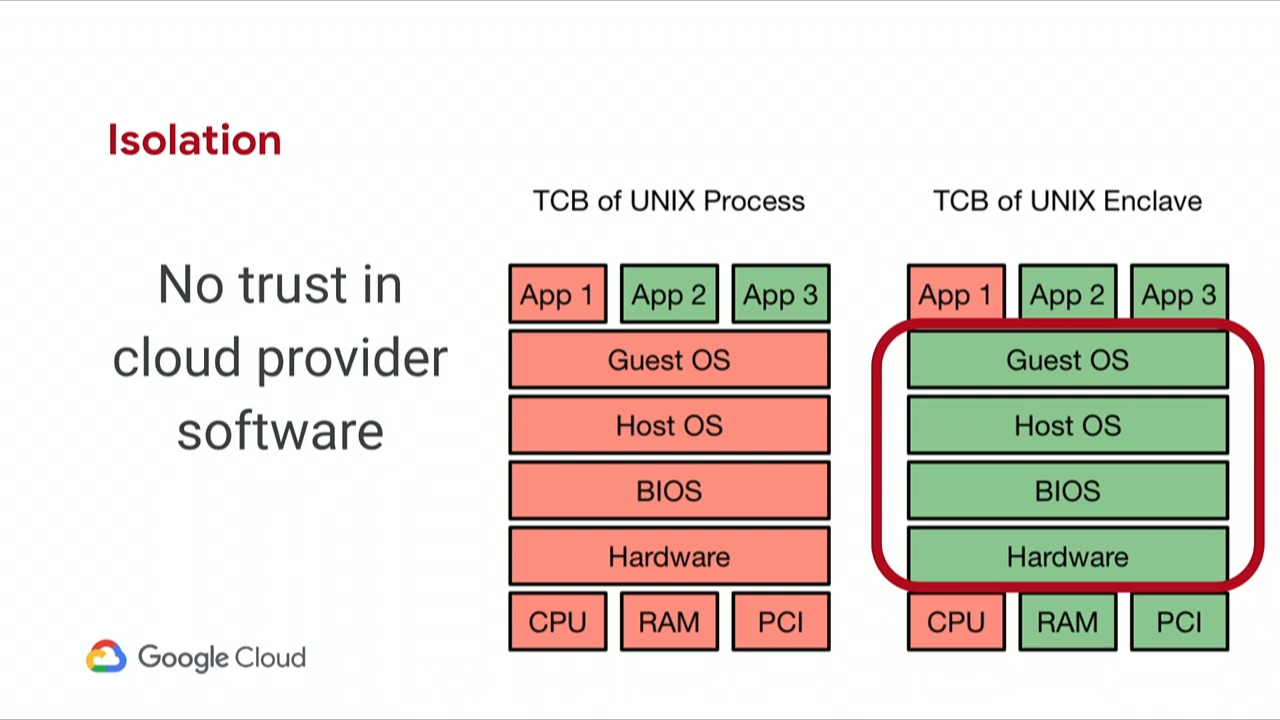 Isolation
No trust in
cloud provider
software
TCB of UNIX Process
App 1 App 2 App 3
Guest OS
Host OS
BIOS
Hardware
CPU RAM PCI
TCB of UNIX Enclave
App 1 App 2 App 3
Guest OS
Host OS
BIOS
Hardware
CPU RAM PCI
Google Cloud